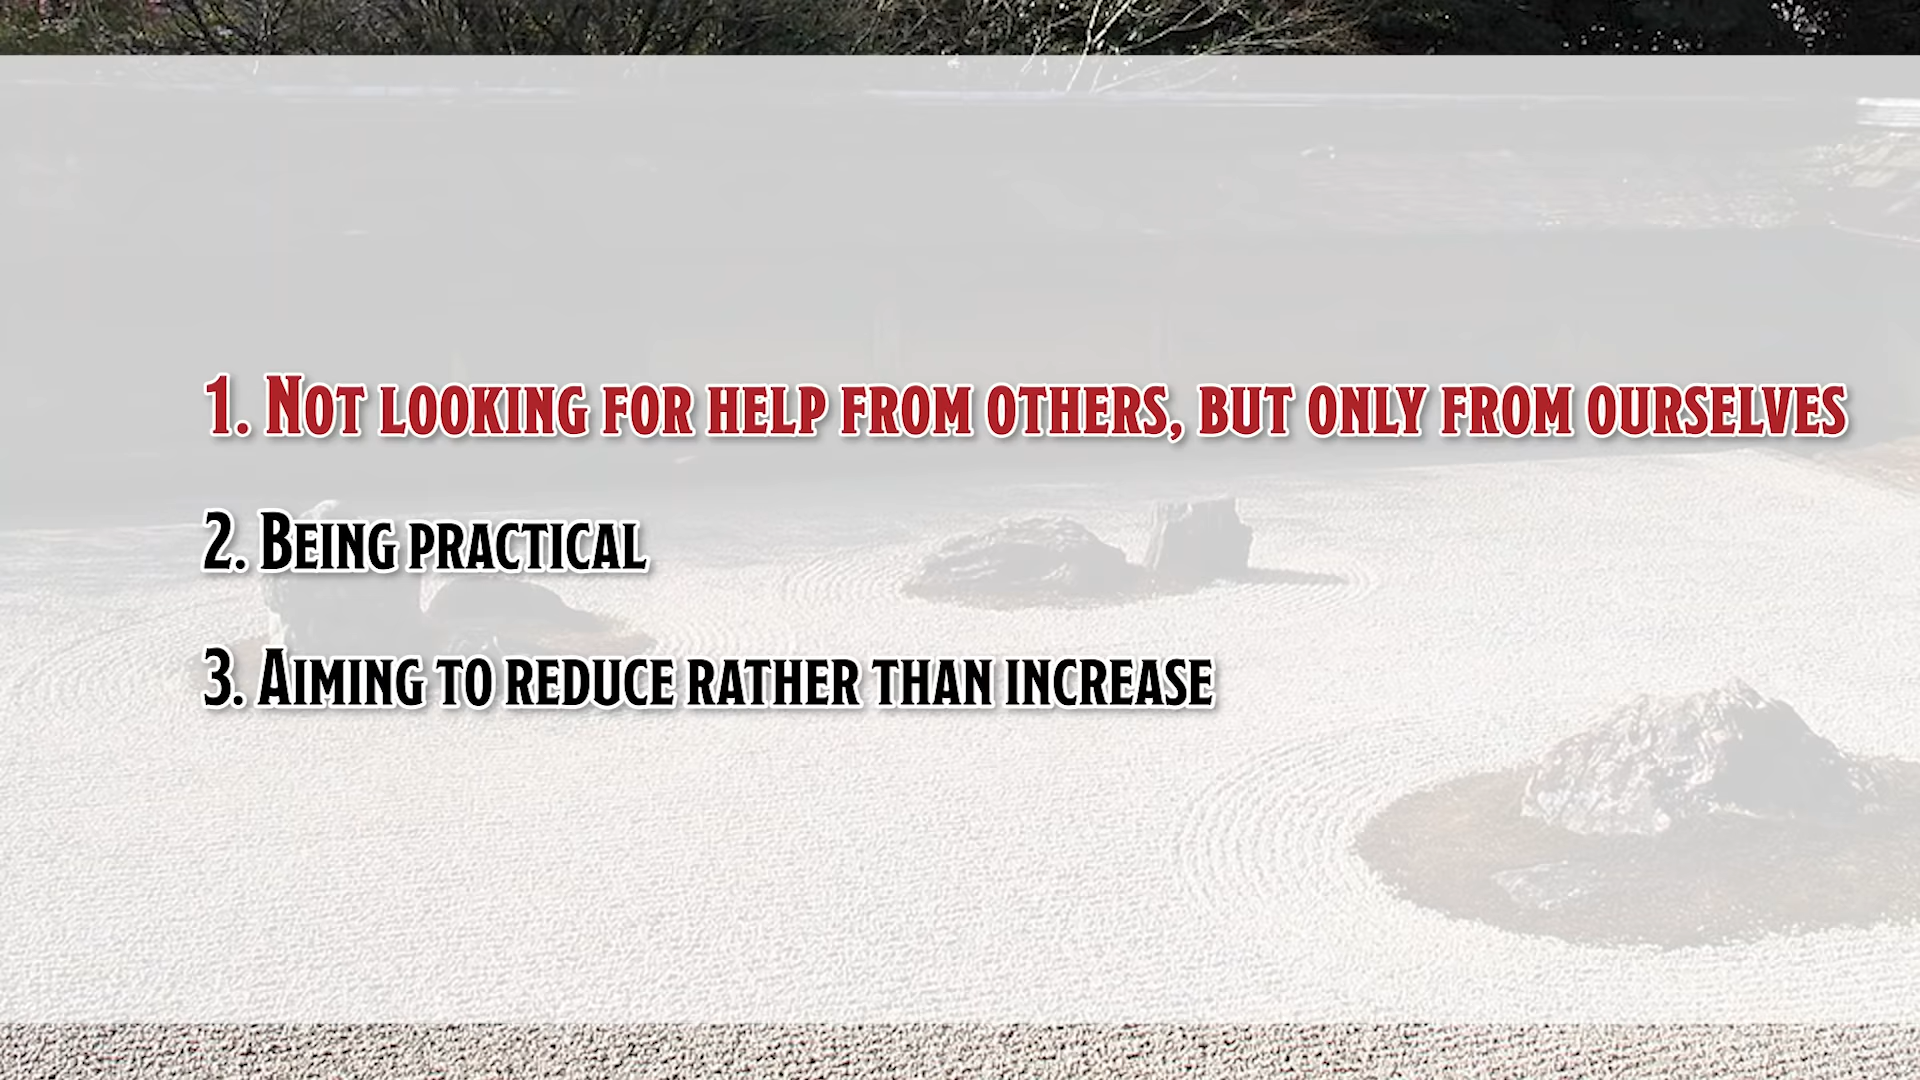 1. Not looking for help from others, but only from ourselves
2. Being practical
3. Aiming to reduce rather than increase